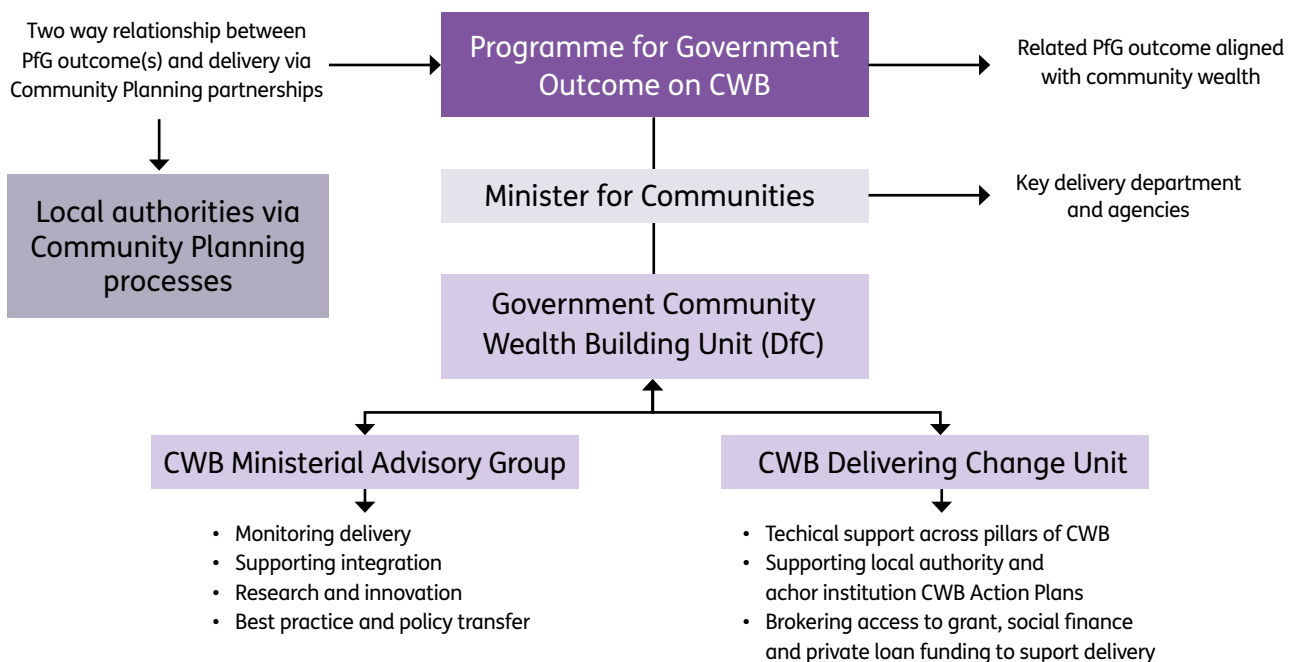 Two way relationship between
PfG outcome(s) and delivery via
Community Planning partnerships
Programme for Government
Outcome on CWB
Related PfG outcome aligned
with community wealth
Local authorities via
Community Planning
processes
Minister for Communities
Key delivery department
and agencies
Government Community
Wealth Building Unit (DfC)
CWB Ministerial Advisory Group
• Monitoring delivery
• Supporting integration
• Research and innovation
• Best practice and policy transfer
CWB Delivering Change Unit
• Techical support across pillars of CWB
• Supporting local authority and
achor institution CWB Action Plans
• Brokering access to grant, social finance
and private loan funding to suport delivery